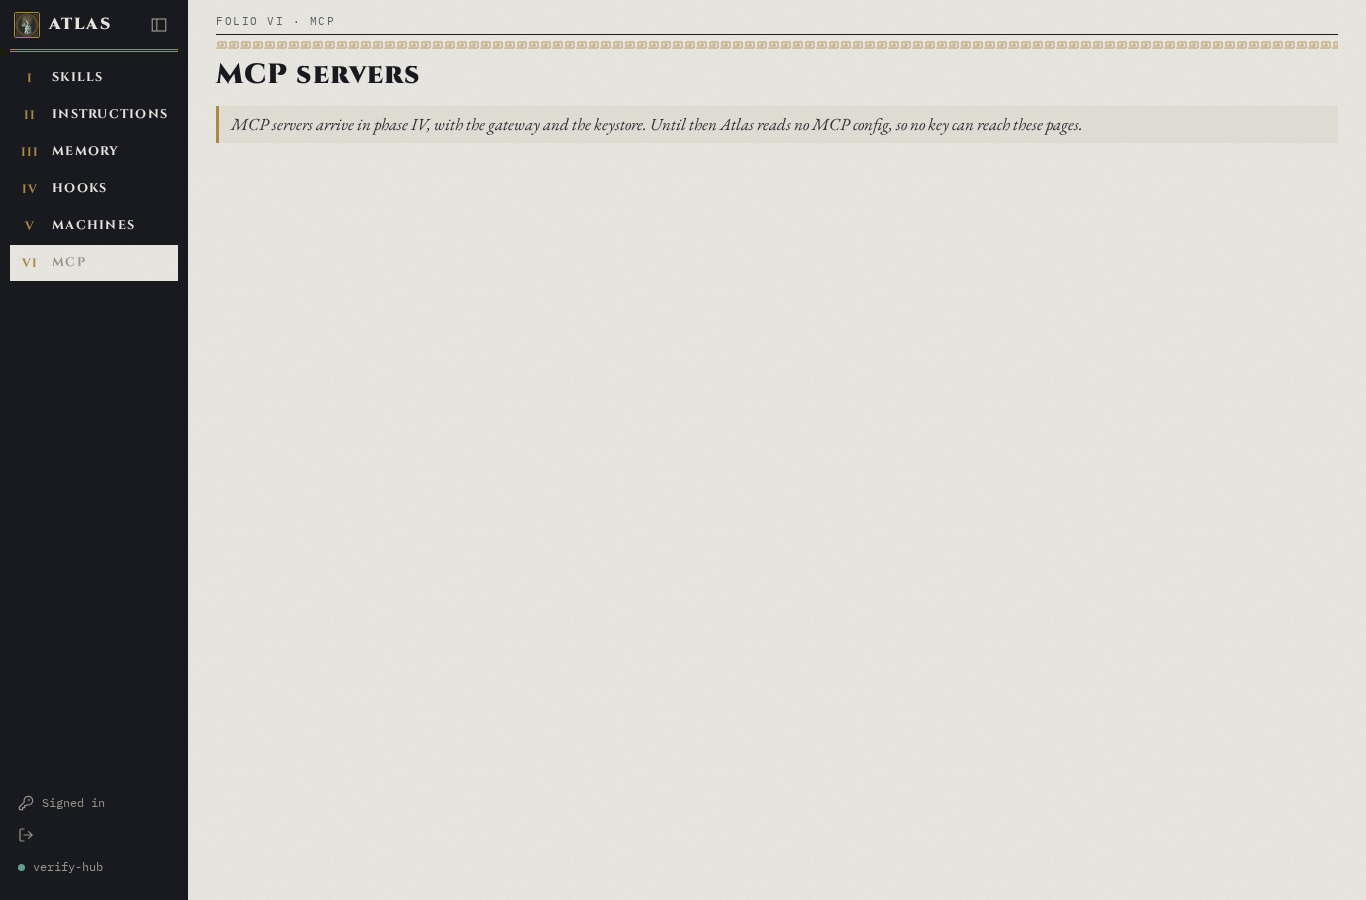 ATLAS
I SKILLS
II INSTRUCTIONS
III MEMORY
IV HOOKS
V MACHINES
VI MCP
Signed in
verify-hub
FOLIO VI · MCP
MCP SERVERS
MCP servers arrive in phase IV, with the gateway and the keystore. Until then Atlas reads no MCP config, so no key can reach these pages.